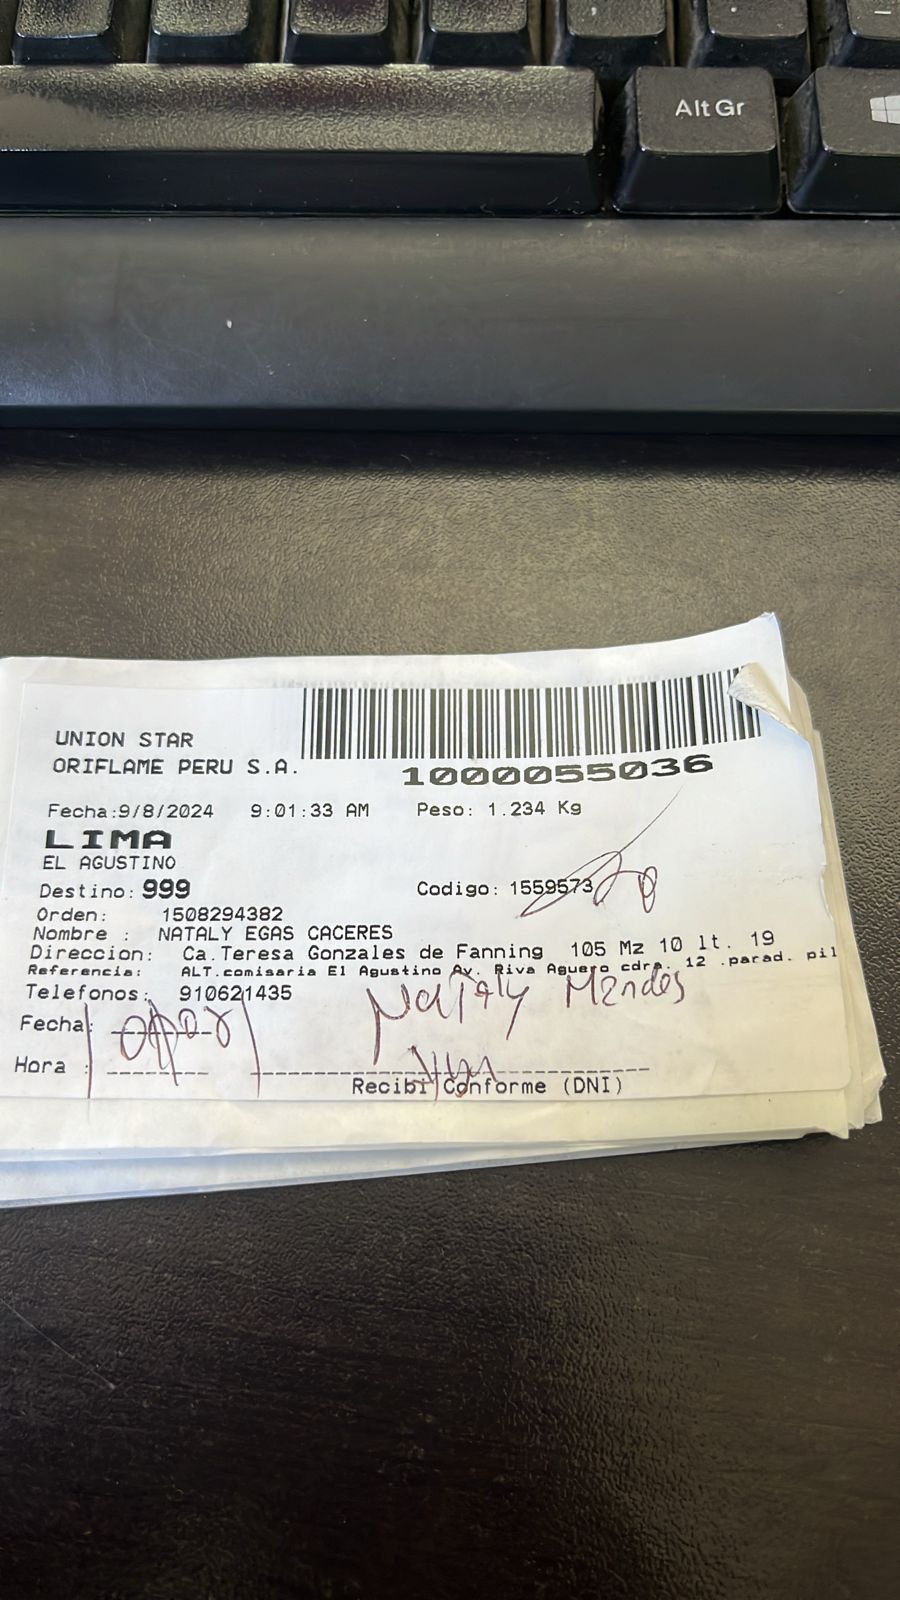 Alt Gr
UNION STAR
ORIFLAME PERU S.A.
1000055036
Fecha:9/8/2024 9:01:33 AM Peso: 1.234 Kg
LIMA
EL AGUSTINO
Destino: 999 Codigo: 1559573
Orden: 1508294382
Nombre : NATALY EGAS CACERES
Direccion: Ca.Teresa Gonzales de Fanning 105 Mz 10 lt. 19
Referencia: ALT.comisaria El Agustino Av. Riva Aguero cdra. 12 .parad. pil
Telefonos: 910621435
Nataly Mendes
Fecha:
Hora :
Recibi Conforme (DNI)